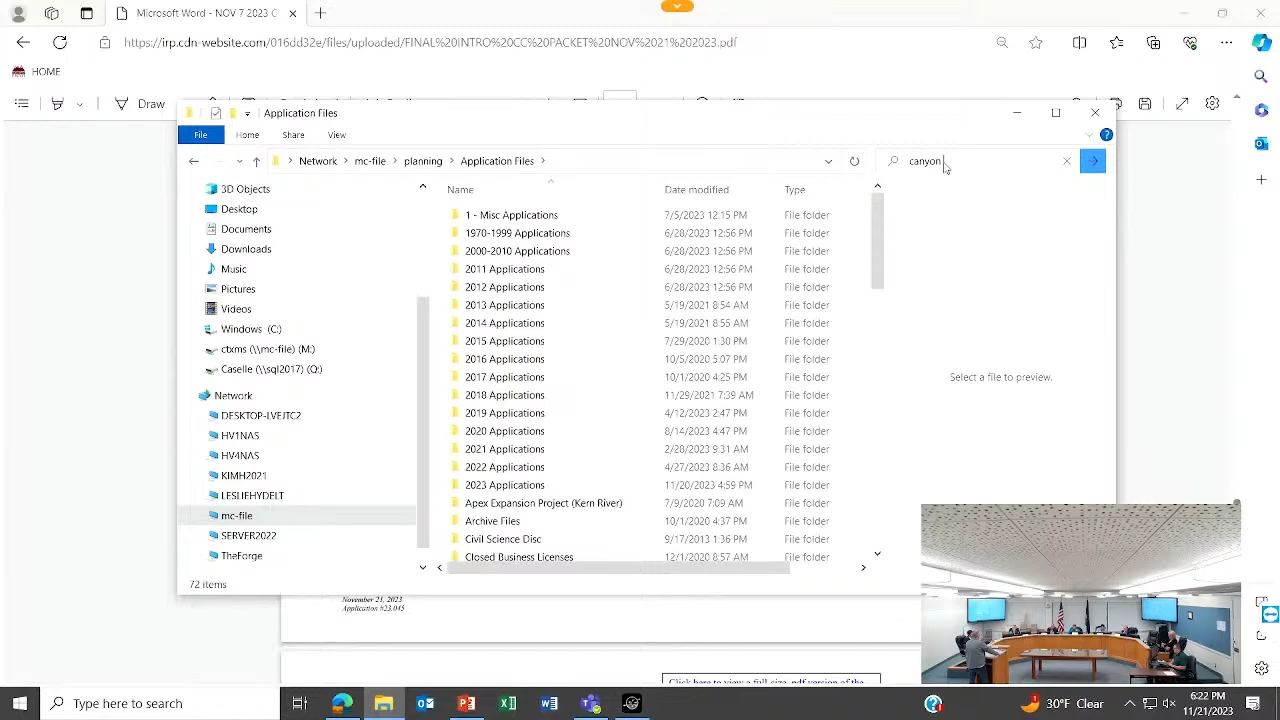 Microsoft Word - NOV 7 2023 C
https://irp.cdn-website.com/016dd32e/files/uploaded/FINAL%20INTRO%20CC%20PACKET%20NOV%2021%202023.pdf
HOME
Draw
Application Files
File Home Share View
Network mc-file planning Application Files
canyon
3D Objects
Desktop
Documents
Downloads
Music
Pictures
Videos
Windows (C:)
ctxms (\\mc-file) (M:)
Caselle (\\sql2017) (Q:)
Network
DESKTOP-LVEJTC2
HV1NAS
HV4NAS
KIMH2021
LESLIEHYDELT
mc-file
SERVER2022
TheForge
Name Date modified Type
1 - Misc Applications 7/5/2023 12:15 PM File folder
1970-1999 Applications 6/28/2023 12:56 PM File folder
2000-2010 Applications 6/28/2023 12:56 PM File folder
2011 Applications 6/28/2023 12:56 PM File folder
2012 Applications 6/28/2023 12:56 PM File folder
2013 Applications 5/19/2021 8:54 AM File folder
2014 Applications 5/19/2021 8:55 AM File folder
2015 Applications 7/29/2020 1:30 PM File folder
2016 Applications 10/5/2020 5:07 PM File folder
2017 Applications 10/1/2020 4:25 PM File folder
2018 Applications 11/29/2021 7:39 AM File folder
2019 Applications 4/12/2023 2:47 PM File folder
2020 Applications 8/14/2023 4:47 PM File folder
2021 Applications 2/28/2023 9:31 AM File folder
2022 Applications 4/27/2023 8:36 AM File folder
2023 Applications 11/20/2023 4:59 PM File folder
Apex Expansion Project (Kern River) 7/9/2020 7:09 AM File folder
Archive Files 10/1/2020 4:37 PM File folder
Civil Science Disc 9/17/2013 1:36 PM File folder
Closed Business Licenses 12/1/2020 8:57 AM File folder
Select a file to preview.
72 items
November 21, 2023
Application #23.045
Click here to view a full-size, pdf version of the
Type here to search
30°F Clear
6:22 PM
11/21/2023